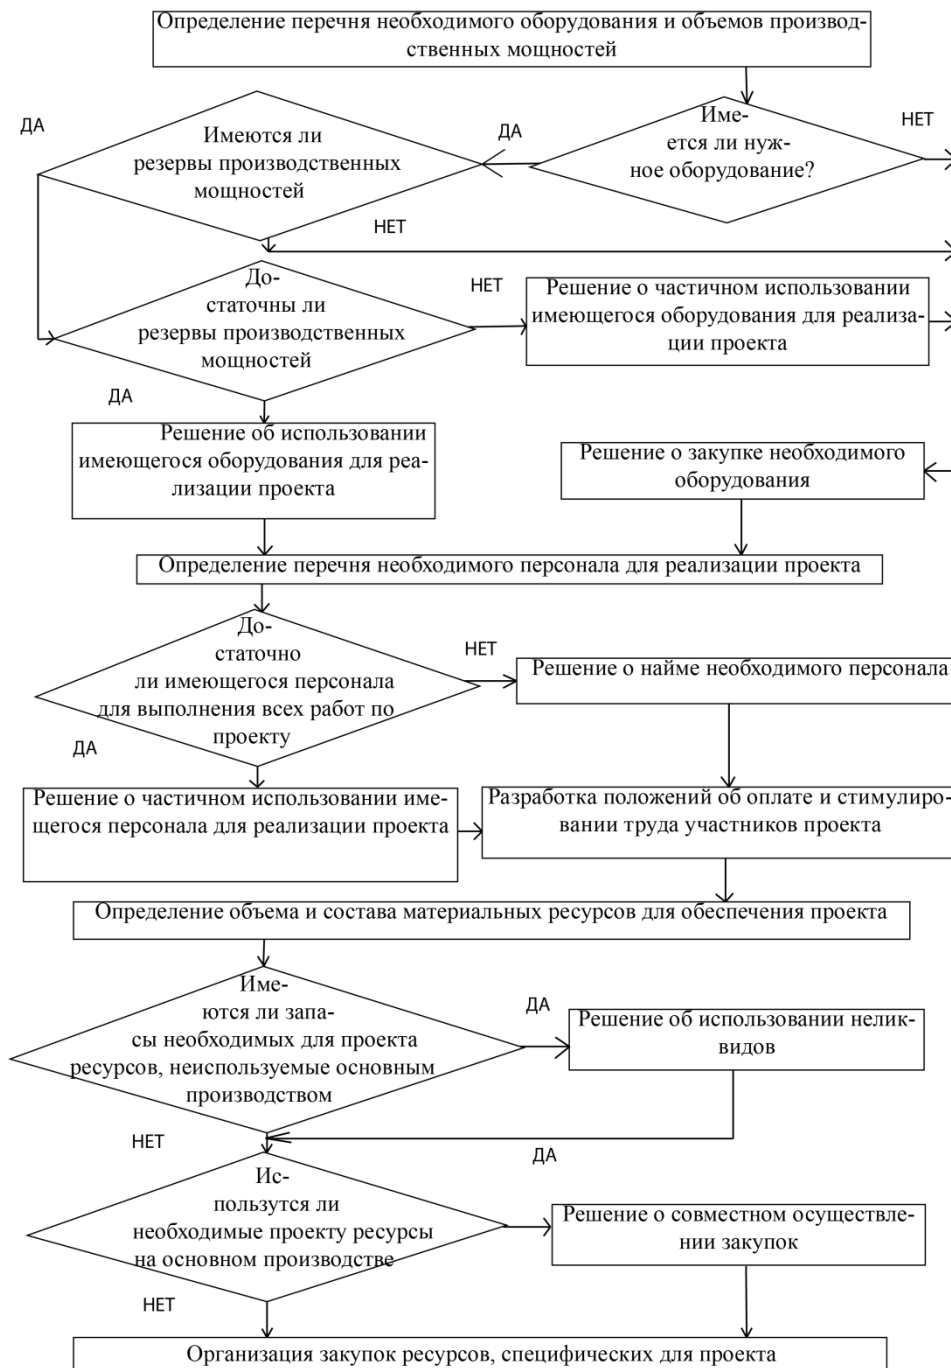 Определение перечня необходимого оборудования и объемов производ-
ственных мощностей
Име-
ется ли нуж-
ное оборудование?
НЕТ
ДА
Имеются ли
резервы производственных
мощностей
ДА
НЕТ
До-
статочны ли
резервы производственных
мощностей
НЕТ
Решение о частичном использовании
имеющегося оборудования для реализа-
ции проекта
ДА
Решение об использовании
имеющегося оборудования для реа-
лизации проекта
Решение о закупке необходимого
оборудования
Определение перечня необходимого персонала для реализации проекта
До-
статочно
ли имеющегося персонала
для выполнения всех работ по
проекту
НЕТ
Решение о найме необходимого персонала
ДА
Решение о частичном использовании име-
щегося персонала для реализации проекта
Разработка положений об оплате и стимулиро-
вании труда участников проекта
Определение объема и состава материальных ресурсов для обеспечения проекта
Име-
ются ли запа-
сы необходимых для проекта
ресурсов, неиспользуемые основным
производством
ДА
Решение об использовании нелик-
видов
НЕТ
ДА
Ис-
пользутся ли
необходимые проекту ресурсы
на основном производстве
Решение о совместном осуществле-
нии закупок
НЕТ
Организация закупок ресурсов, специфических для проекта